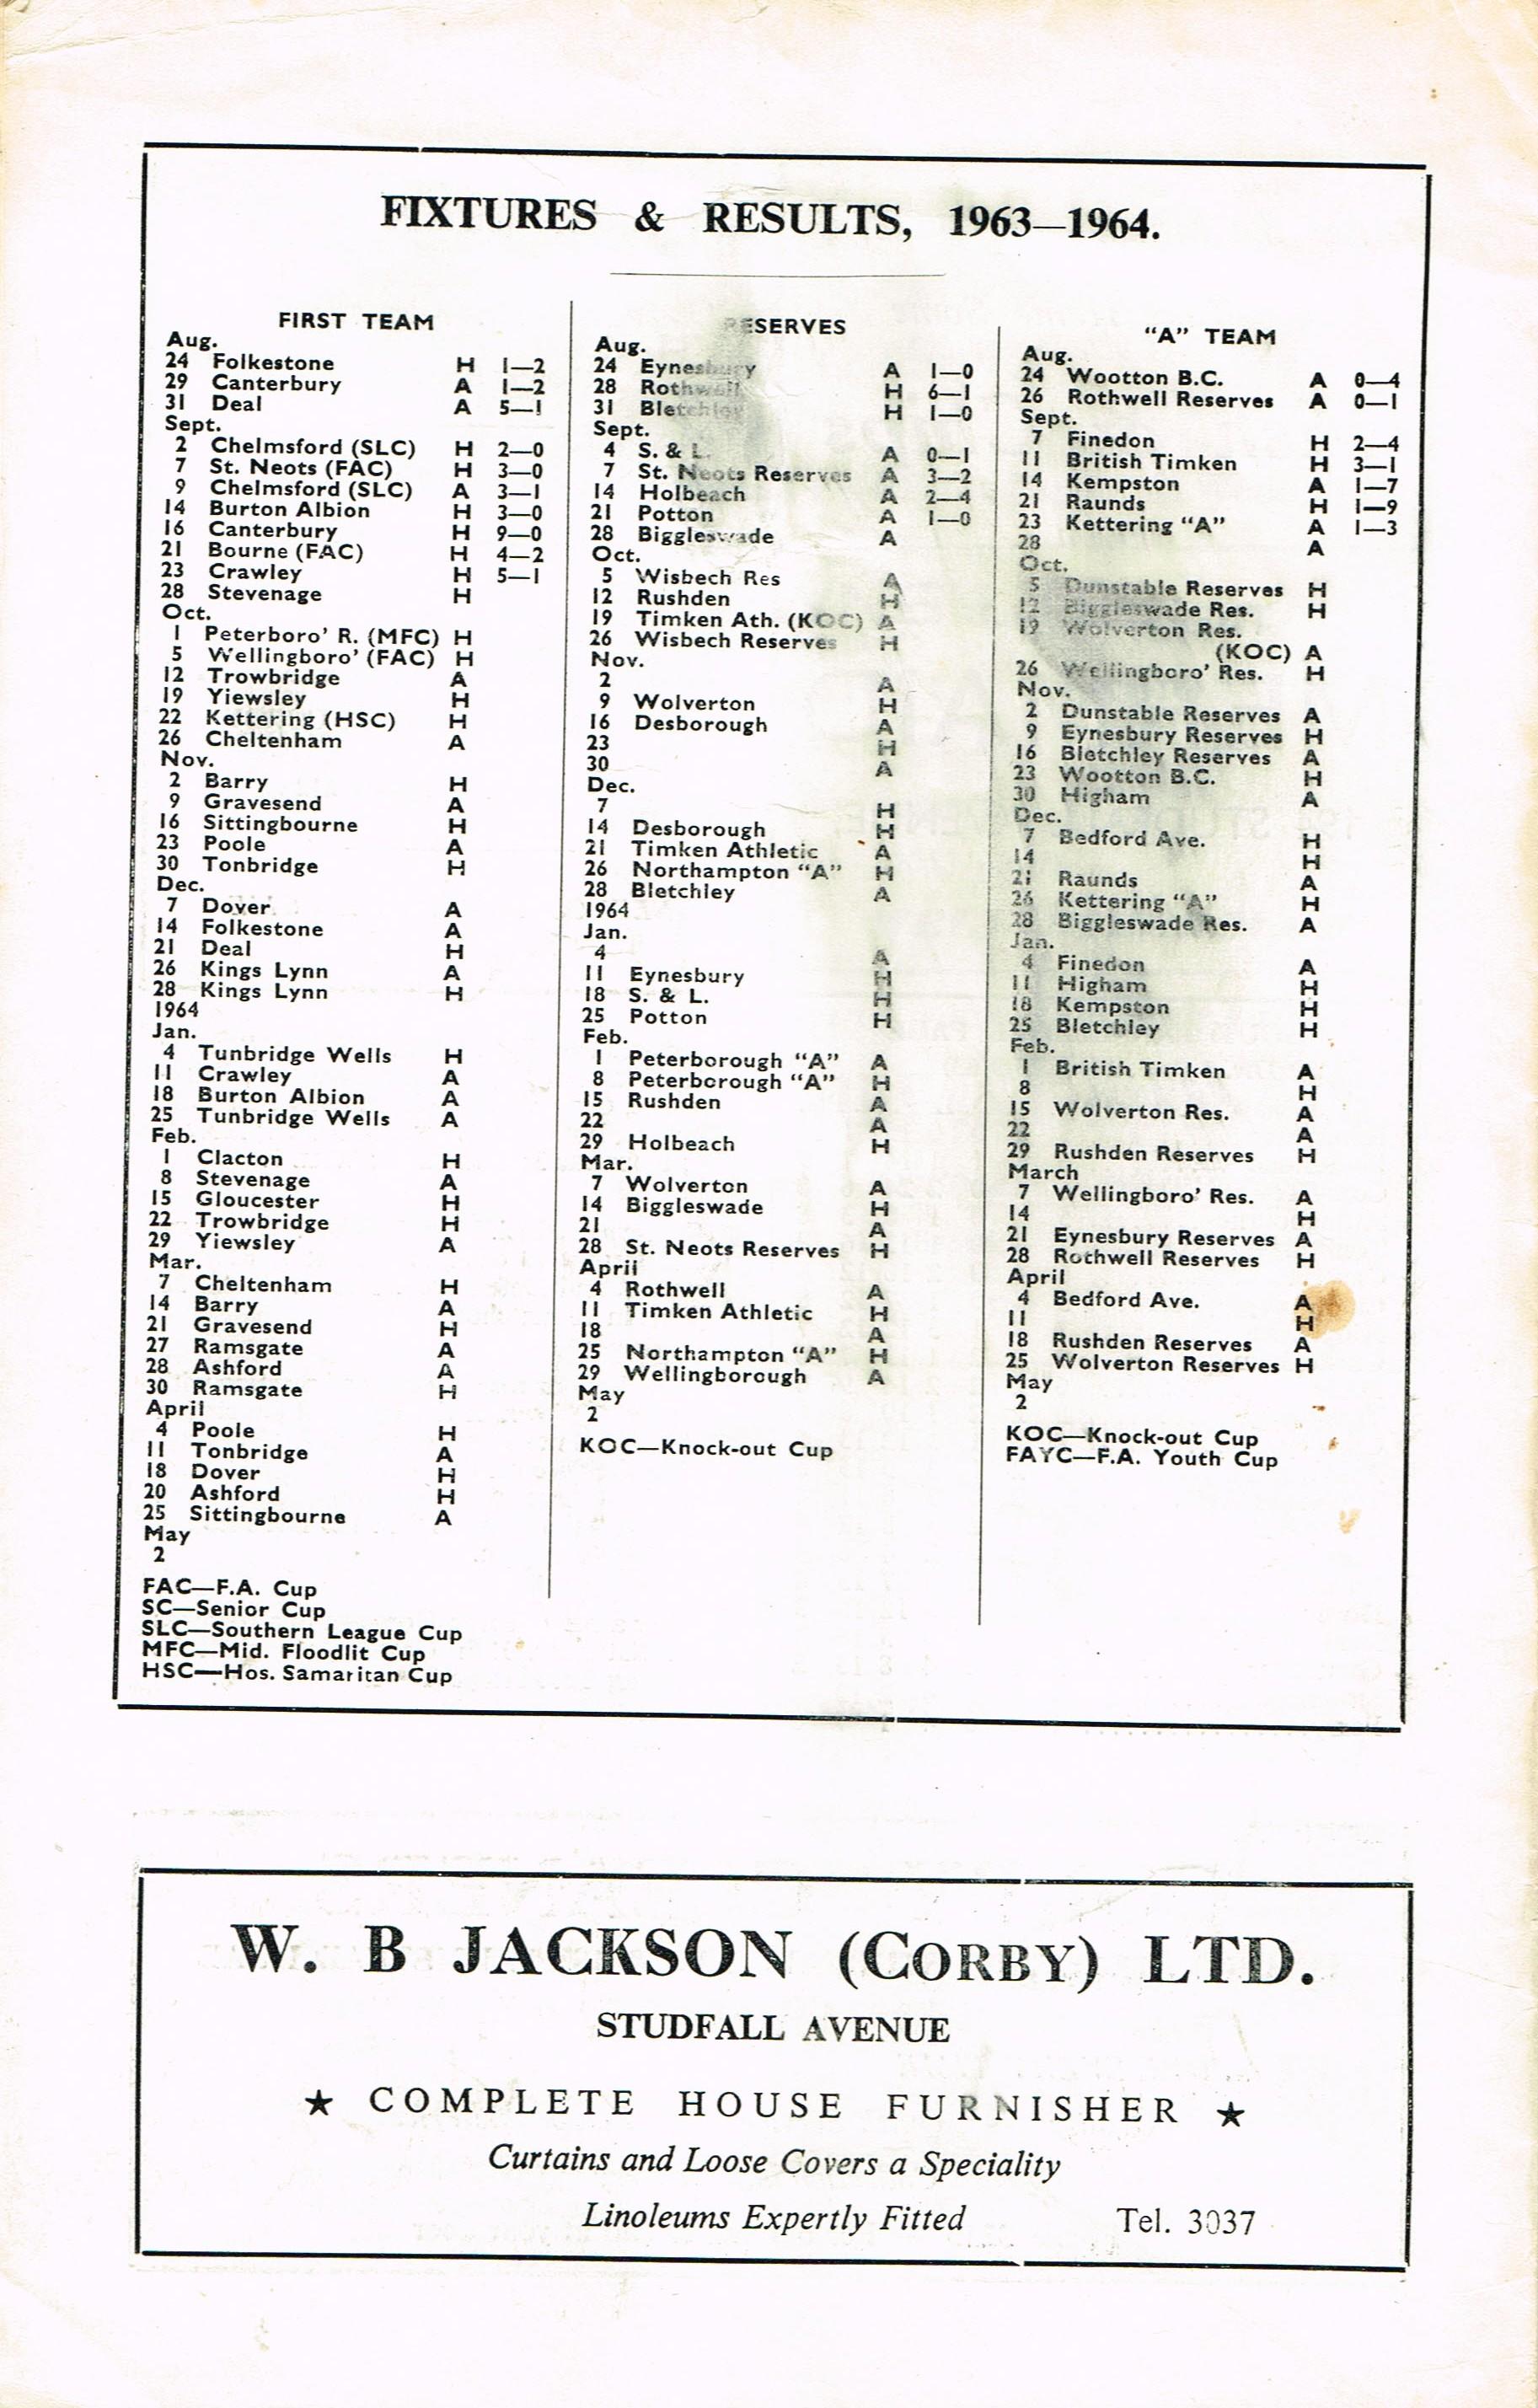 FIXTURES & RESULTS, 1963—1964.
FIRST TEAM
Aug.
24 Folkestone H 1—2
29 Canterbury A 1—2
31 Deal A 5—1
Sept.
2 Chelmsford (SLC) H 2—0
7 St. Neots (FAC) H 3—0
9 Chelmsford (SLC) A 3—1
14 Burton Albion H 3—0
16 Canterbury H 9—0
21 Bourne (FAC) H 4—2
23 Crawley H 5—1
28 Stevenage H
Oct.
1 Peterboro' R. (MFC) H
5 Wellingboro' (FAC) H
12 Trowbridge A
19 Yiewsley H
22 Kettering (HSC) H
26 Cheltenham A
Nov.
2 Barry H
9 Gravesend A
16 Sittingbourne H
23 Poole A
30 Tonbridge H
Dec.
7 Dover A
14 Folkestone A
21 Deal H
26 Kings Lynn A
28 Kings Lynn H
1964
Jan.
4 Tunbridge Wells H
11 Crawley A
18 Burton Albion A
25 Tunbridge Wells A
Feb.
1 Clacton H
8 Stevenage A
15 Gloucester H
22 Trowbridge H
29 Yiewsley A
Mar.
7 Cheltenham H
14 Barry A
21 Gravesend H
27 Ramsgate A
28 Ashford A
30 Ramsgate H
April
4 Poole H
11 Tonbridge A
18 Dover H
20 Ashford H
25 Sittingbourne A
May
2
FAC—F.A. Cup
SC—Senior Cup
SLC—Southern League Cup
MFC—Mid. Floodlit Cup
HSC—Hos. Samaritan Cup
RESERVES
Aug.
24 Eynesbury A 1—0
28 Rothwell H 6—1
31 Bletchley H 1—0
Sept.
4 S. & L. A 0—1
7 St. Neots Reserves A 3—2
14 Holbeach A 2—4
21 Potton A 1—0
28 Biggleswade A
Oct.
5 Wisbech Res A
12 Rushden H
19 Timken Ath. (KOC) A
26 Wisbech Reserves H
Nov.
2 A
9 Wolverton H
16 Desborough A
23 H
30 A
Dec.
7 H
14 Desborough H
21 Timken Athletic A
26 Northampton "A" H
28 Bletchley A
1964
Jan.
4 A
11 Eynesbury H
18 S. & L. H
25 Potton H
Feb.
1 Peterborough "A" A
8 Peterborough "A" H
15 Rushden A
22 A
29 Holbeach H
Mar.
7 Wolverton A
14 Biggleswade H
21 A
28 St. Neots Reserves H
April
4 Rothwell A
11 Timken Athletic H
18 A
25 Northampton "A" H
29 Wellingborough A
May
2
KOC—Knock-out Cup
"A" TEAM
Aug.
24 Wootton B.C. A 0—4
26 Rothwell Reserves A 0—1
Sept.
7 Finedon H 2—4
11 British Timken H 3—1
14 Kempston A 1—7
21 Raunds H 1—9
23 Kettering "A" A 1—3
28 A
Oct.
5 Dunstable Reserves H
12 Biggleswade Res. H
19 Wolverton Res.
(KOC) A
26 Wellingboro' Res. H
Nov.
2 Dunstable Reserves A
9 Eynesbury Reserves H
16 Bletchley Reserves A
23 Wootton B.C. H
30 Higham A
Dec.
7 Bedford Ave. H
14 H
21 Raunds A
26 Kettering "A" H
28 Biggleswade Res. A
Jan.
4 Finedon A
11 Higham H
18 Kempston H
25 Bletchley H
Feb.
1 British Timken A
8 H
15 Wolverton Res. A
22 A
29 Rushden Reserves H
March
7 Wellingboro' Res. A
14 H
21 Eynesbury Reserves A
28 Rothwell Reserves H
April
4 Bedford Ave. A
11 H
18 Rushden Reserves A
25 Wolverton Reserves H
May
2
KOC—Knock-out Cup
FAYC—F.A. Youth Cup
W. B JACKSON (CORBY) LTD.
STUDFALL AVENUE
★ COMPLETE HOUSE FURNISHER ★
Curtains and Loose Covers a Speciality
Linoleums Expertly Fitted Tel. 3037